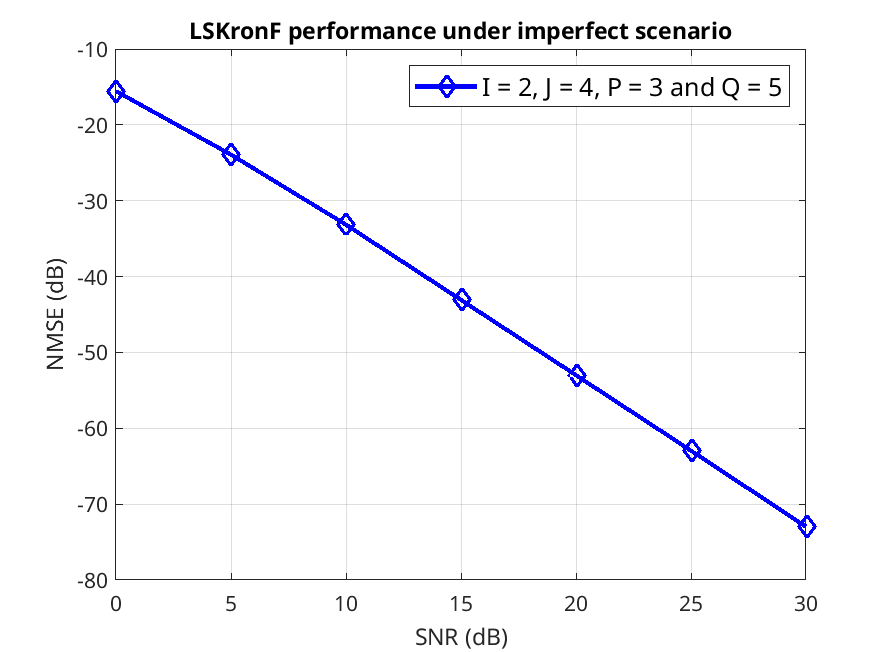 LSKronF performance under imperfect scenario
I = 2, J = 4, P = 3 and Q = 5
NMSE (dB)
-10
-20
-30
-40
-50
-60
-70
-80
0 5 10 15 20 25 30
SNR (dB)